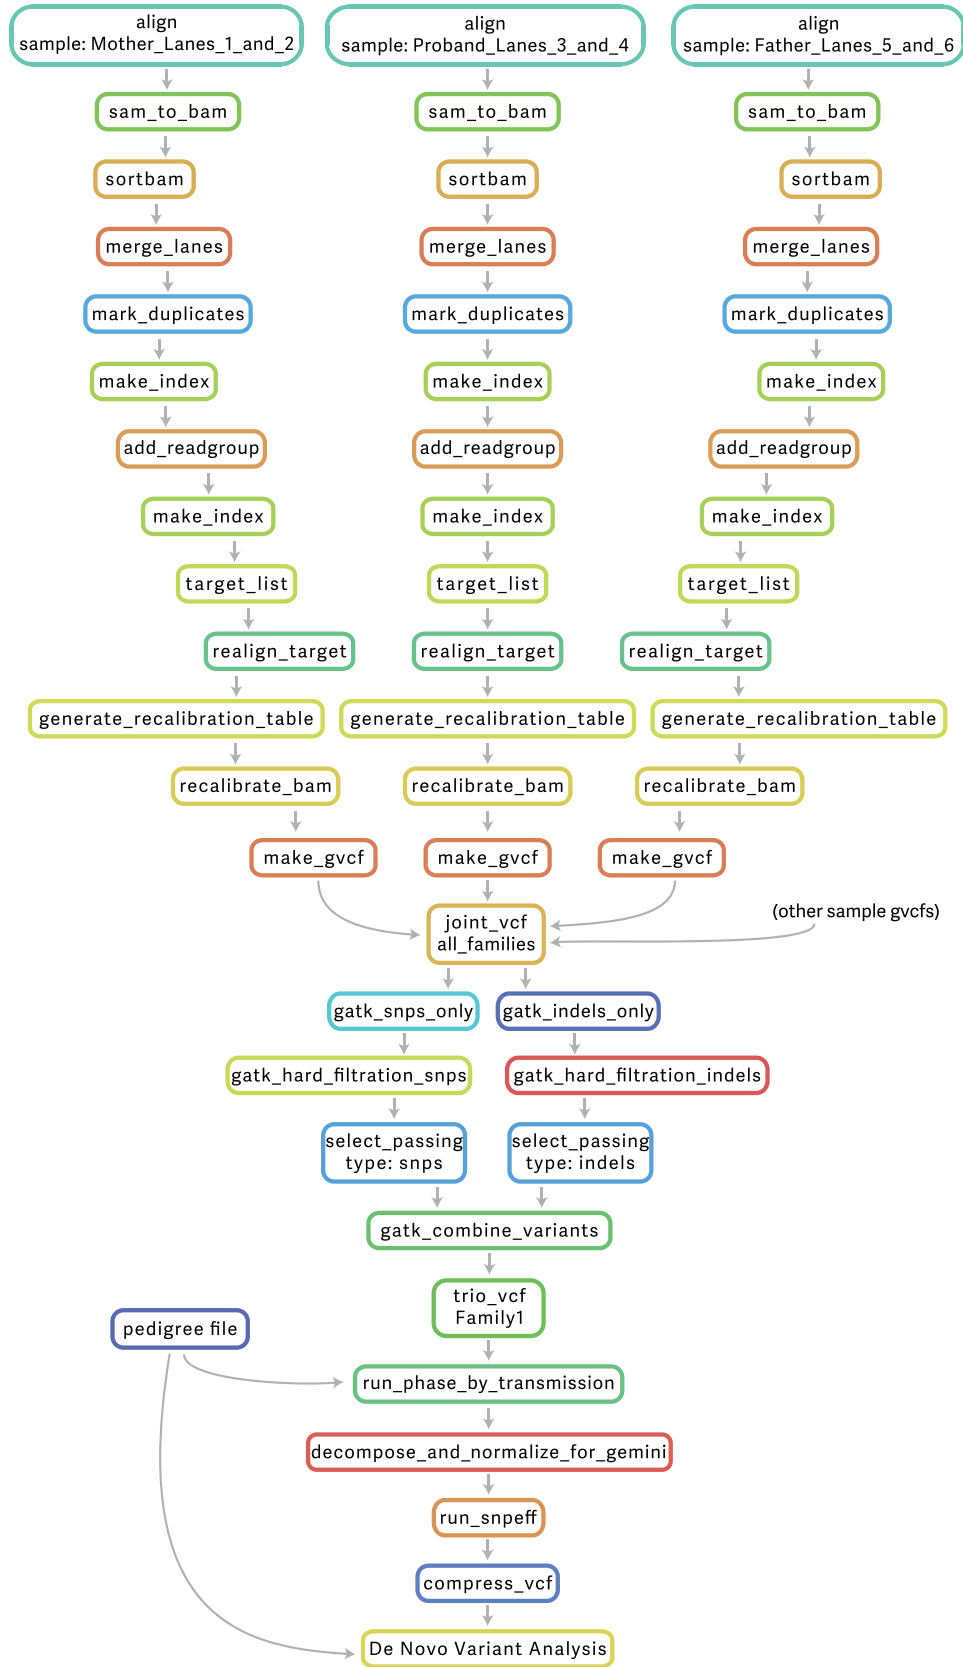 align
sample: Mother_Lanes_1_and_2
align
sample: Proband_Lanes_3_and_4
align
sample: Father_Lanes_5_and_6
sam_to_bam
sam_to_bam
sam_to_bam
sortbam
sortbam
sortbam
merge_lanes
merge_lanes
merge_lanes
mark_duplicates
mark_duplicates
mark_duplicates
make_index
make_index
make_index
add_readgroup
add_readgroup
add_readgroup
make_index
make_index
make_index
target_list
target_list
target_list
realign_target
realign_target
realign_target
generate_recalibration_table
generate_recalibration_table
generate_recalibration_table
recalibrate_bam
recalibrate_bam
recalibrate_bam
make_gvcf
make_gvcf
make_gvcf
(other sample gvcfs)
joint_vcf
all_families
gatk_snps_only
gatk_indels_only
gatk_hard_filtration_snps
gatk_hard_filtration_indels
select_passing
type: snps
select_passing
type: indels
gatk_combine_variants
trio_vcf
Family1
pedigree file
run_phase_by_transmission
decompose_and_normalize_for_gemini
run_snpeff
compress_vcf
De Novo Variant Analysis